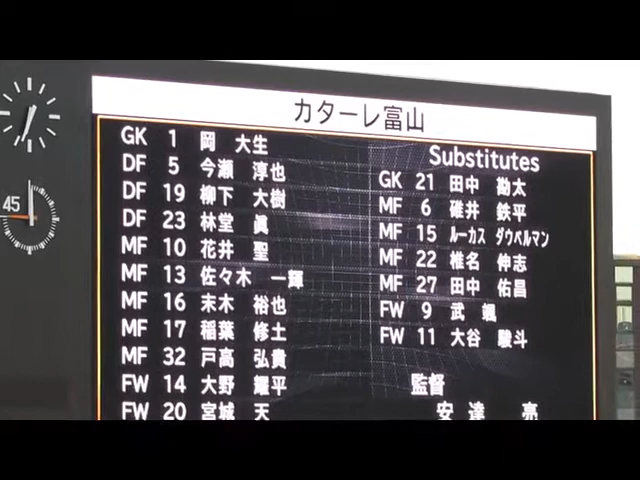 カターレ富山
GK 1 岡 大生
DF 5 今瀬 淳也
DF 19 柳下 大樹
DF 23 林堂 眞
MF 10 花井 聖
MF 13 佐々木 一輝
MF 16 末木 裕也
MF 17 稲葉 修土
MF 32 戸高 弘貴
FW 14 大野 耀平
FW 20 宮城 天
Substitutes
GK 21 田中 勘太
MF 6 碓井 鉄平
MF 15 ルーカス ダウベルマン
MF 22 椎名 伸志
MF 27 田中 佑昌
FW 9 武 颯
FW 11 大谷 駿斗
監督
安達 亮
45